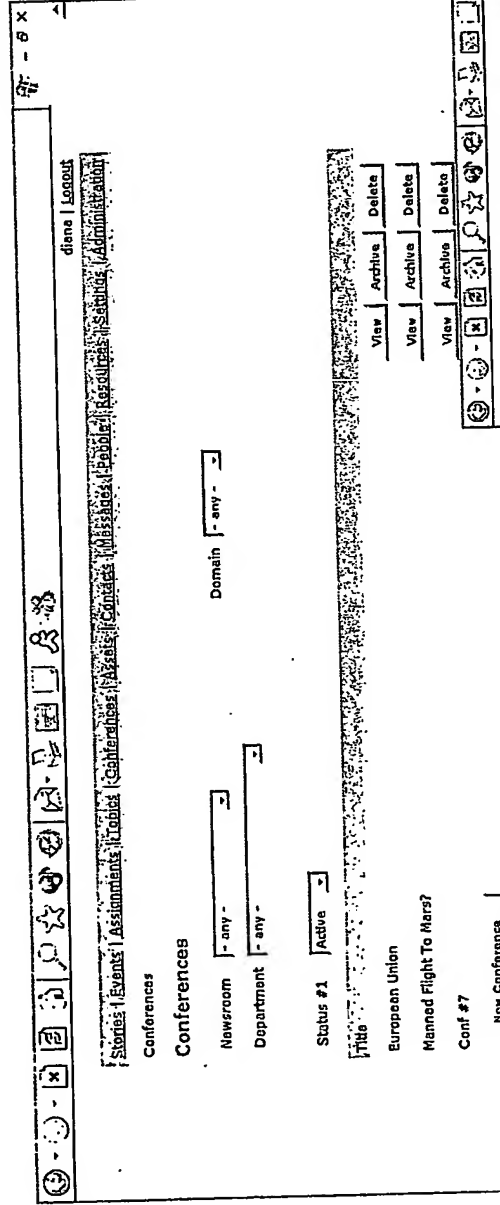 diana | Logout
Stories | Events | Assignments | Topics | Conferences | Assets | Contacts | Messages | People | Resources | Settings | Administration
Conferences
Conferences
Newsroom - any - Domain - any -
Department - any -
Status #1 Active
Title
European Union View Archive Delete
Manned Flight To Mars? View Archive Delete
Conf #7 View Archive Delete
New Conference